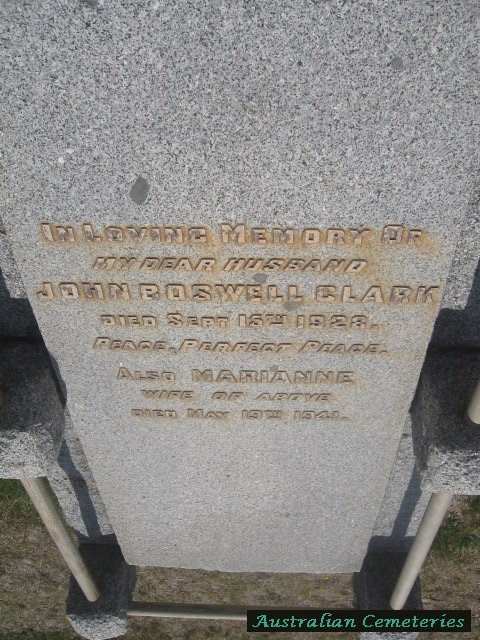 In Loving Memory Of
MY DEAR HUSBAND
JOHN BOSWELL CLARK
DIED SEPT 15TH 1928.
PEACE, PERFECT PEACE.
ALSO MARIANNE
WIFE OF ABOVE
DIED MAY 19TH 1941.
Australian Cemeteries